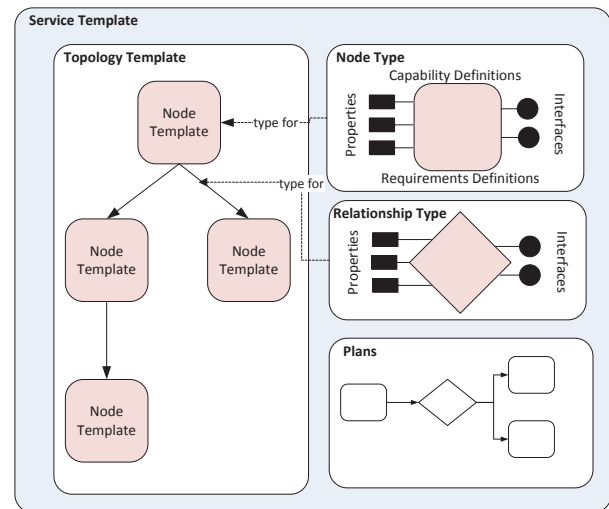 Service Template
Topology Template
Node
Template
type for
type for
Node
Template
Node
Template
Node
Template
Node Type
Capability Definitions
Properties
Interfaces
Requirements Definitions
Relationship Type
Properties
Interfaces
Plans